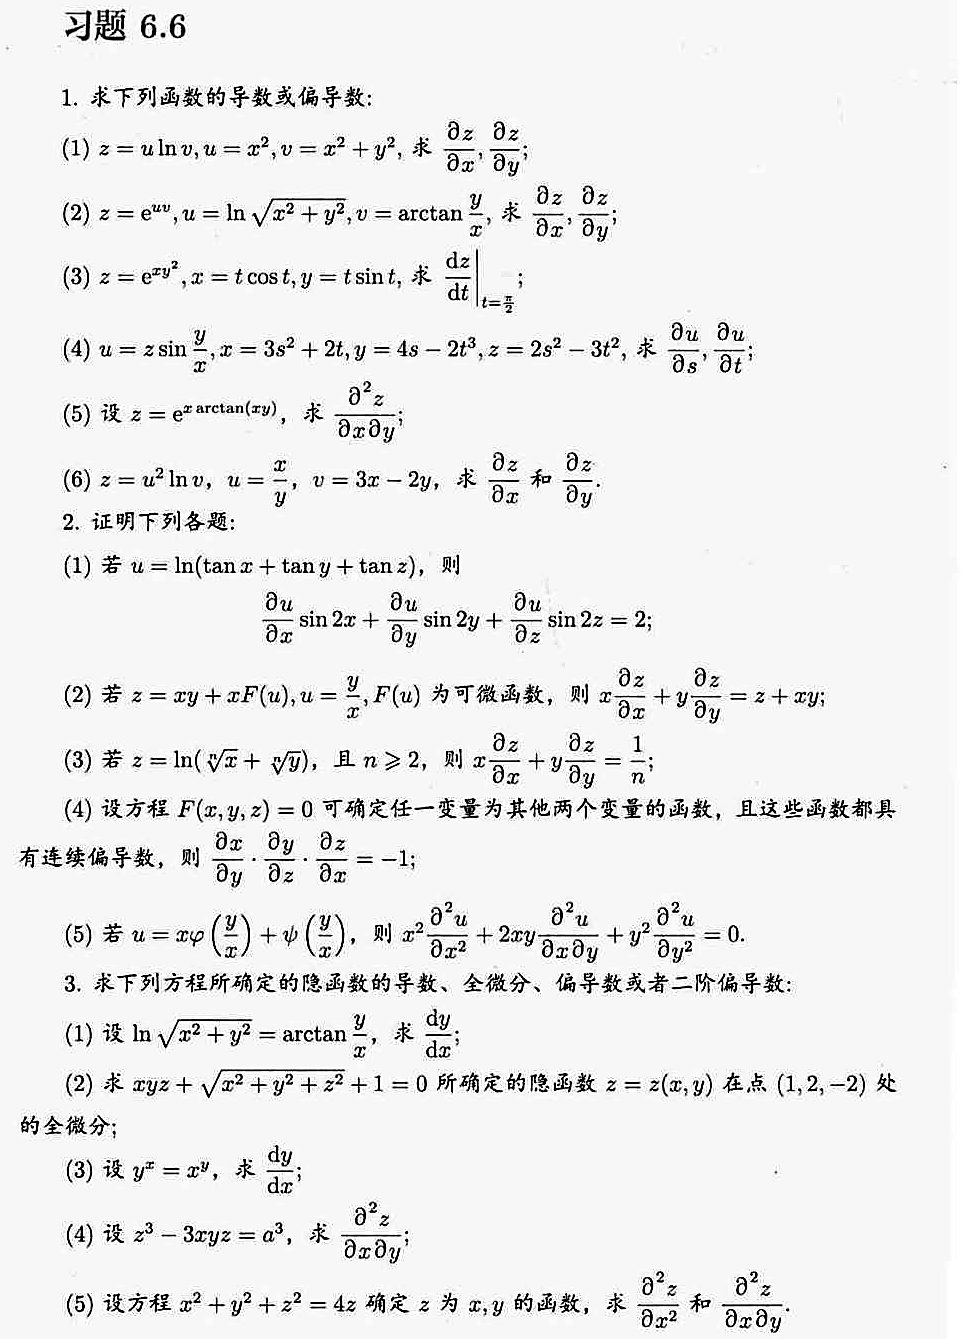 习题 6.6
1. 求下列函数的导数或偏导数:
(1) z = u ln v, u = x², v = x² + y², 求 ∂z/∂x, ∂z/∂y;
(2) z = e^{uv}, u = ln √(x² + y²), v = arctan y/x, 求 ∂z/∂x, ∂z/∂y;
(3) z = e^{xy²}, x = t cos t, y = t sin t, 求 dz/dt|_{t=π/2};
(4) u = z sin y/x, x = 3s² + 2t, y = 4s − 2t³, z = 2s² − 3t², 求 ∂u/∂s, ∂u/∂t;
(5) 设 z = e^{x arctan(xy)}, 求 ∂²z/∂x∂y;
(6) z = u² ln v, u = x/y, v = 3x − 2y, 求 ∂z/∂x 和 ∂z/∂y.
2. 证明下列各题:
(1) 若 u = ln(tan x + tan y + tan z), 则
∂u/∂x sin 2x + ∂u/∂y sin 2y + ∂u/∂z sin 2z = 2;
(2) 若 z = xy + xF(u), u = y/x, F(u) 为可微函数, 则 x ∂z/∂x + y ∂z/∂y = z + xy;
(3) 若 z = ln(ⁿ√x + ⁿ√y), 且 n ⩾ 2, 则 x ∂z/∂x + y ∂z/∂y = 1/n;
(4) 设方程 F(x, y, z) = 0 可确定任一变量为其他两个变量的函数, 且这些函数都具
有连续偏导数, 则 ∂x/∂y · ∂y/∂z · ∂z/∂x = −1;
(5) 若 u = xφ(y/x) + ψ(y/x), 则 x² ∂²u/∂x² + 2xy ∂²u/∂x∂y + y² ∂²u/∂y² = 0.
3. 求下列方程所确定的隐函数的导数、全微分、偏导数或者二阶偏导数:
(1) 设 ln √(x² + y²) = arctan y/x, 求 dy/dx;
(2) 求 xyz + √(x² + y² + z²) + 1 = 0 所确定的隐函数 z = z(x, y) 在点 (1, 2, −2) 处
的全微分;
(3) 设 y^x = x^y, 求 dy/dx;
(4) 设 z³ − 3xyz = a³, 求 ∂²z/∂x∂y;
(5) 设方程 x² + y² + z² = 4z 确定 z 为 x, y 的函数, 求 ∂²z/∂x² 和 ∂²z/∂x∂y.